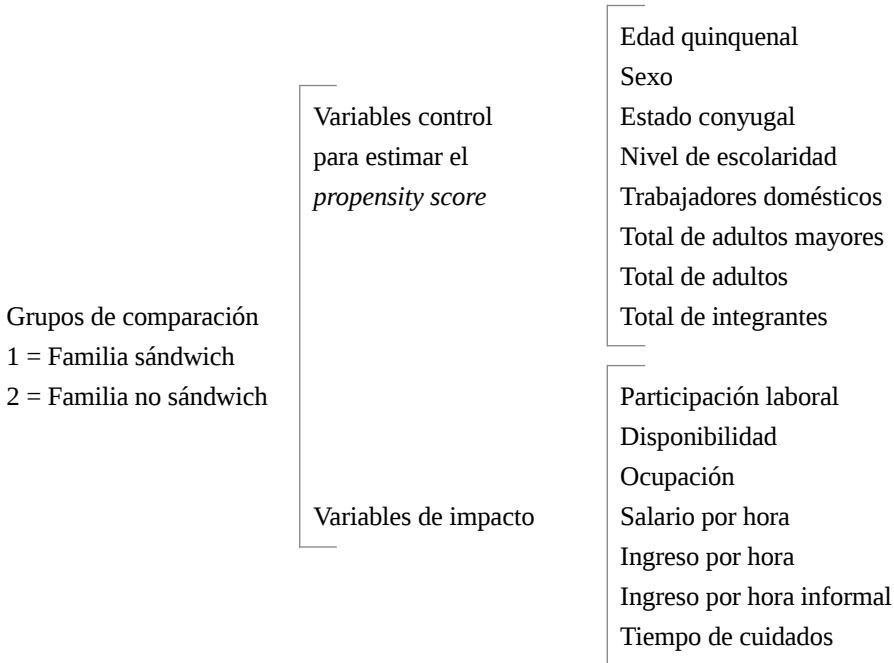 Grupos de comparación
1 = Familia sándwich
2 = Familia no sándwich
Variables control
para estimar el
propensity score
Edad quinquenal
Sexo
Estado conyugal
Nivel de escolaridad
Trabajadores domésticos
Total de adultos mayores
Total de adultos
Total de integrantes
Variables de impacto
Participación laboral
Disponibilidad
Ocupación
Salario por hora
Ingreso por hora
Ingreso por hora informal
Tiempo de cuidados